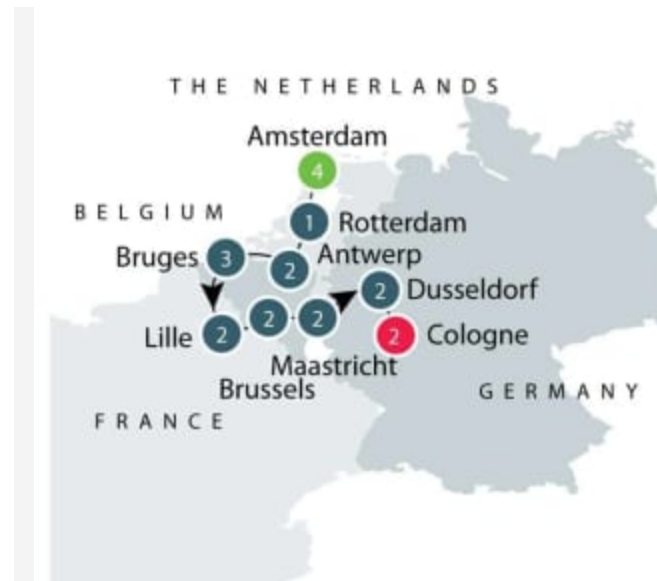 THE NETHERLANDS
Amsterdam
4
BELGIUM
1 Rotterdam
Bruges 3
Antwerp
2
2 Dusseldorf
Lille 2
2
2
2 Cologne
Maastricht
Brussels
GERMANY
FRANCE